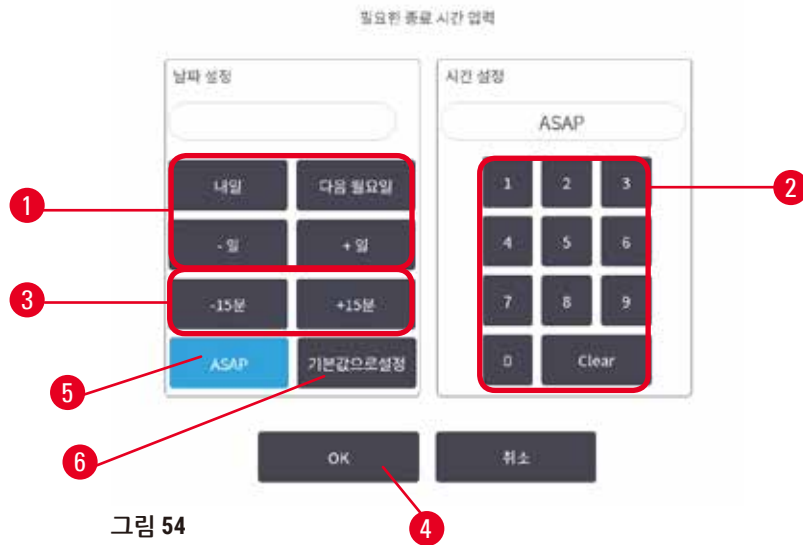 필요한 종료 시간 입력
날짜 설정
시간 설정
ASAP
내일
다음 월요일
- 일
+ 일
-15분
+15분
ASAP
기본값으로설정
1 2 3
4 5 6
7 8 9
0 Clear
OK
취소
1
2
3
5
6
4
그림 54